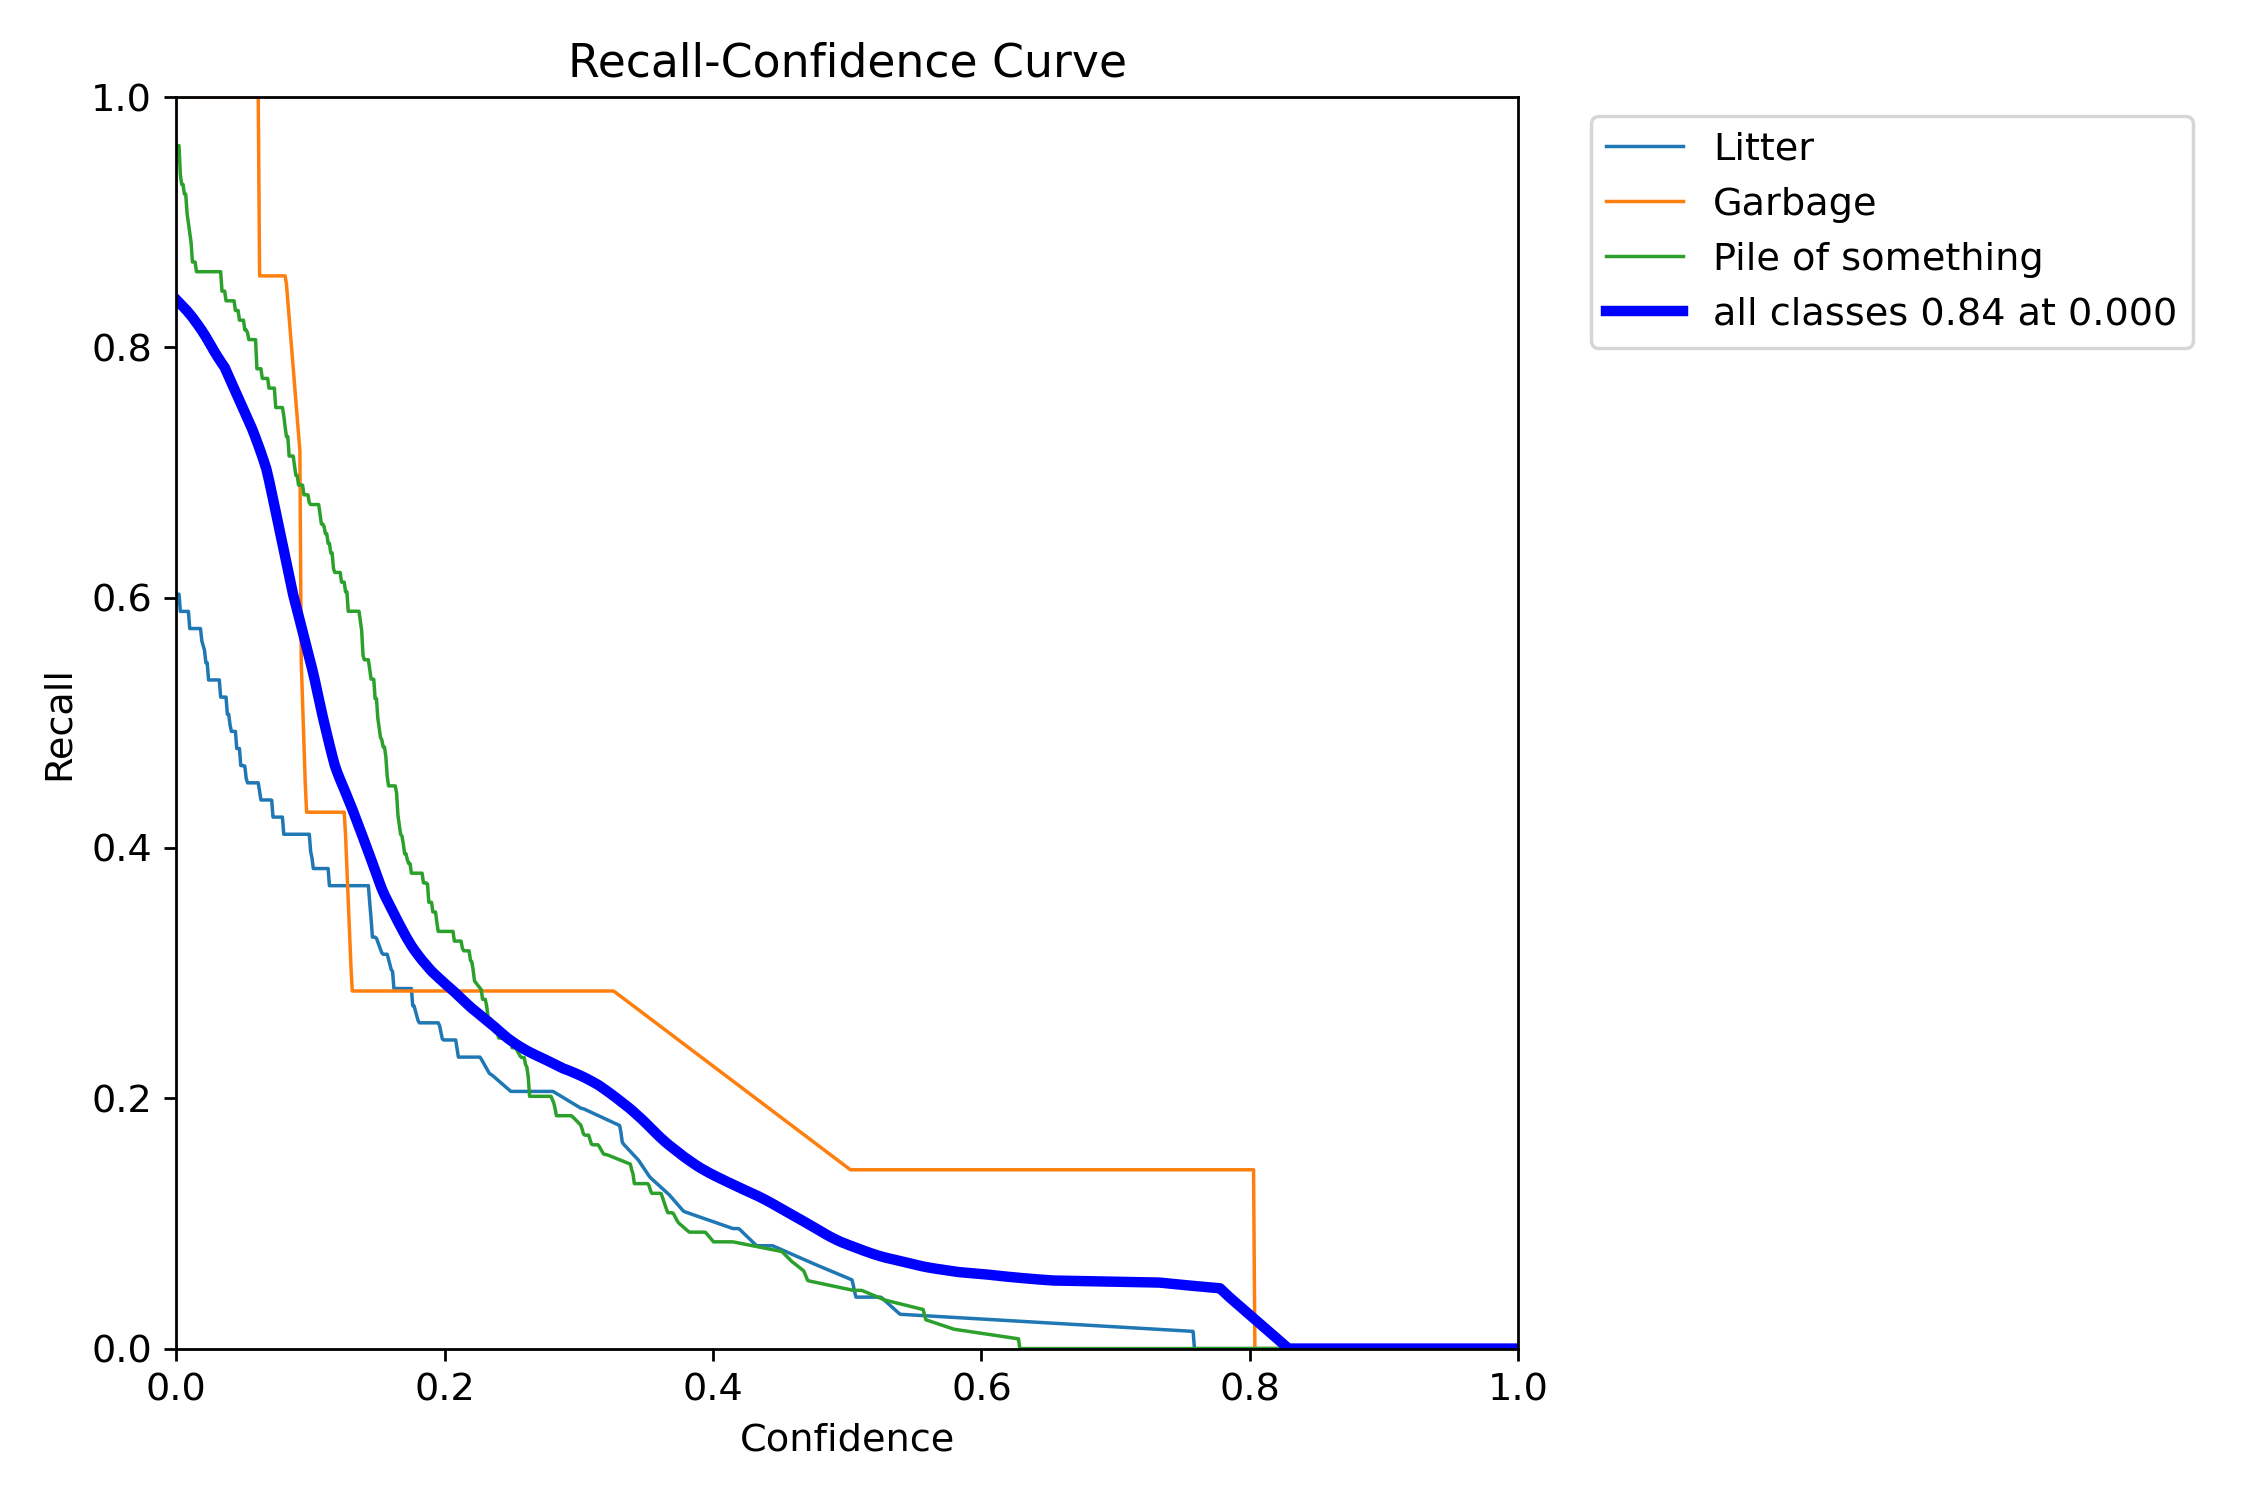 Recall-Confidence Curve
1.0
0.8
0.6
0.4
0.2
0.0
Recall
0.0 0.2 0.4 0.6 0.8 1.0
Confidence
Litter
Garbage
Pile of something
all classes 0.84 at 0.000